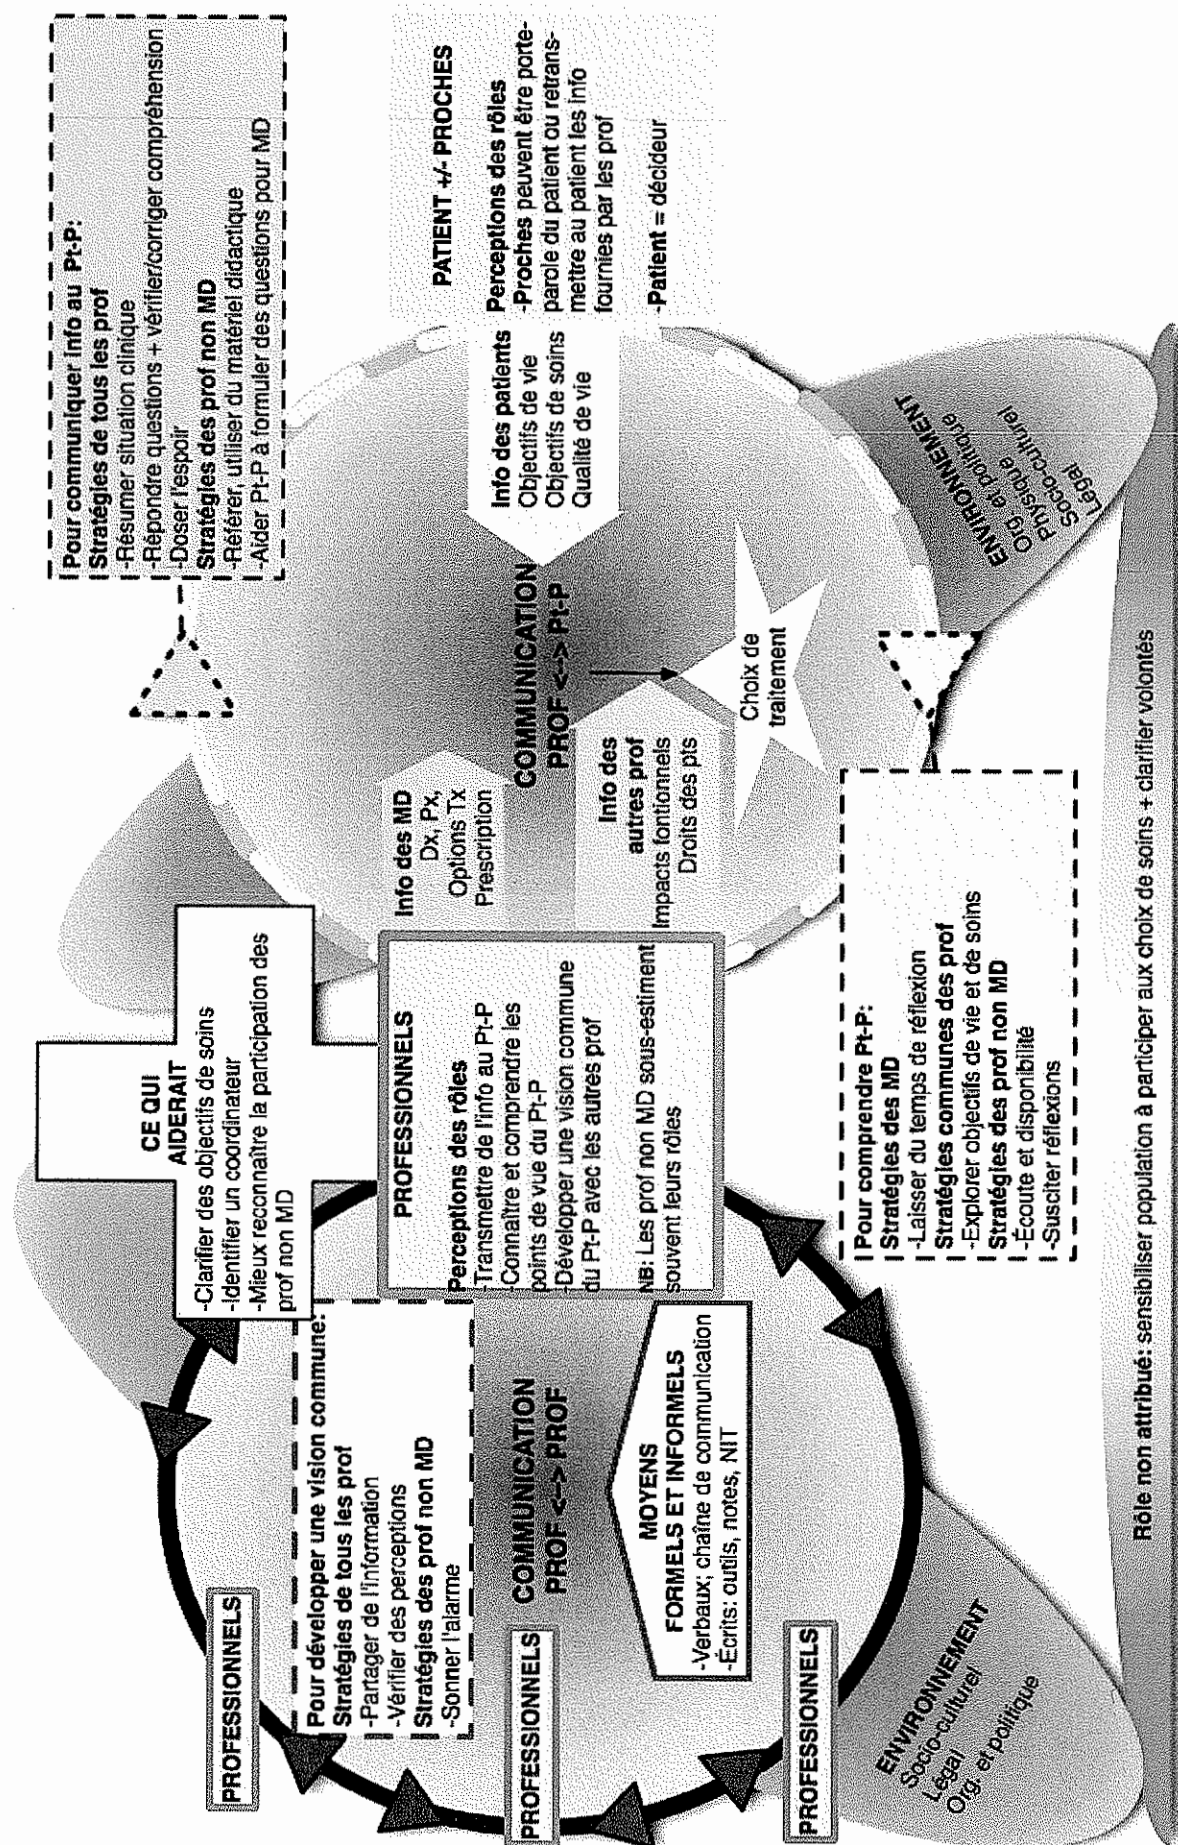 PROFESSIONNELS
PROFESSIONNELS
PROFESSIONNELS
Pour développer une vision commune:
Stratégies de tous les prof
-Partager de l'information
-Vérifier des perceptions
Stratégies des prof non MD
-Sonner l'alarme
COMMUNICATION
PROF <-> PROF
MOYENS
FORMELS ET INFORMELS
-Verbaux; chaîne de communication
-Écrits: outils, notes, NIT
ENVIRONNEMENT
Socio-culturel
Légal
Org. et politique
CE QUI
AIDERAIT
-Clarifier des objectifs de soins
-Identifier un coordinateur
-Mieux reconnaître la participation des
prof non MD
PROFESSIONNELS
Perceptions des rôles
-Transmettre de l'info au Pt-P
-Connaître et comprendre les
points de vue du Pt-P
-Développer une vision commune
du Pt-P avec les autres prof
NB: Les prof non MD sous-estiment
souvent leurs rôles
Pour comprendre Pt-P:
Stratégies des MD
-Laisser du temps de réflexion
Stratégies communes des prof
-Explorer objectifs de vie et de soins
Stratégies des prof non MD
-Écoute et disponibilité
-Susciter réflexions
Info des MD
Dx, Px,
Options Tx
Prescription
COMMUNICATION
PROF <-> Pt-P
Info des
autres prof
Impacts fontionnels
Droits des pts
Choix de
traitement
Pour communiquer info au Pt-P:
Stratégies de tous les prof
-Résumer situation clinique
-Répondre questions + vérifier/corriger compréhension
-Doser l'espoir
Stratégies des prof non MD
-Référer, utiliser du matériel didactique
-Aider Pt-P à formuler des questions pour MD
Info des patients
Objectifs de vie
Objectifs de soins
Qualité de vie
PATIENT +/- PROCHES
Perceptions des rôles
-Proches peuvent être porte-
parole du patient ou retrans-
mettre au patient les info
fournies par les prof
-Patient = décideur
ENVIRONNEMENT
Org. et politique
Physique
Socio-culturel
Légal
Rôle non attribué: sensibiliser population à participer aux choix de soins + clarifier volontés